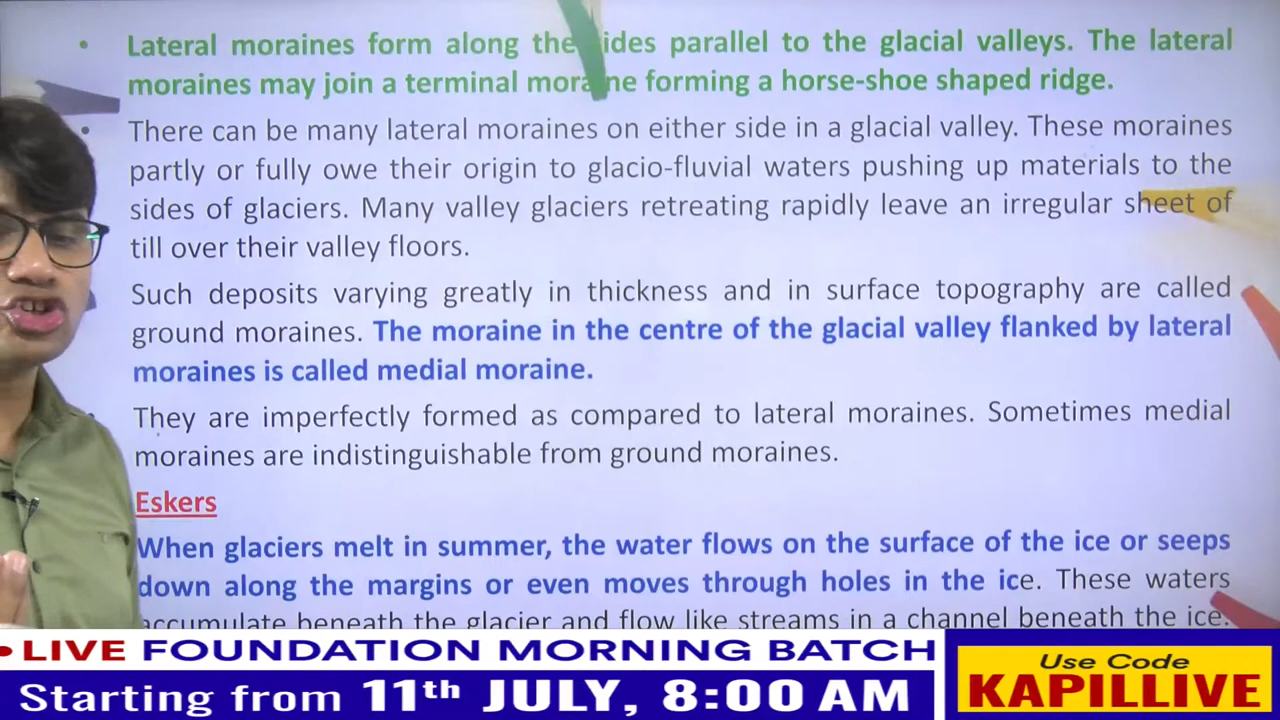 • Lateral moraines form along the sides parallel to the glacial valleys. The lateral
moraines may join a terminal moraine forming a horse-shoe shaped ridge.
• There can be many lateral moraines on either side in a glacial valley. These moraines
partly or fully owe their origin to glacio-fluvial waters pushing up materials to the
sides of glaciers. Many valley glaciers retreating rapidly leave an irregular sheet of
till over their valley floors.
Such deposits varying greatly in thickness and in surface topography are called
ground moraines. The moraine in the centre of the glacial valley flanked by lateral
moraines is called medial moraine.
They are imperfectly formed as compared to lateral moraines. Sometimes medial
moraines are indistinguishable from ground moraines.
Eskers
When glaciers melt in summer, the water flows on the surface of the ice or seeps
down along the margins or even moves through holes in the ice. These waters
accumulate beneath the glacier and flow like streams in a channel beneath the ice.
• LIVE FOUNDATION MORNING BATCH
Starting from 11th JULY, 8:00 AM
Use Code
KAPILLIVE